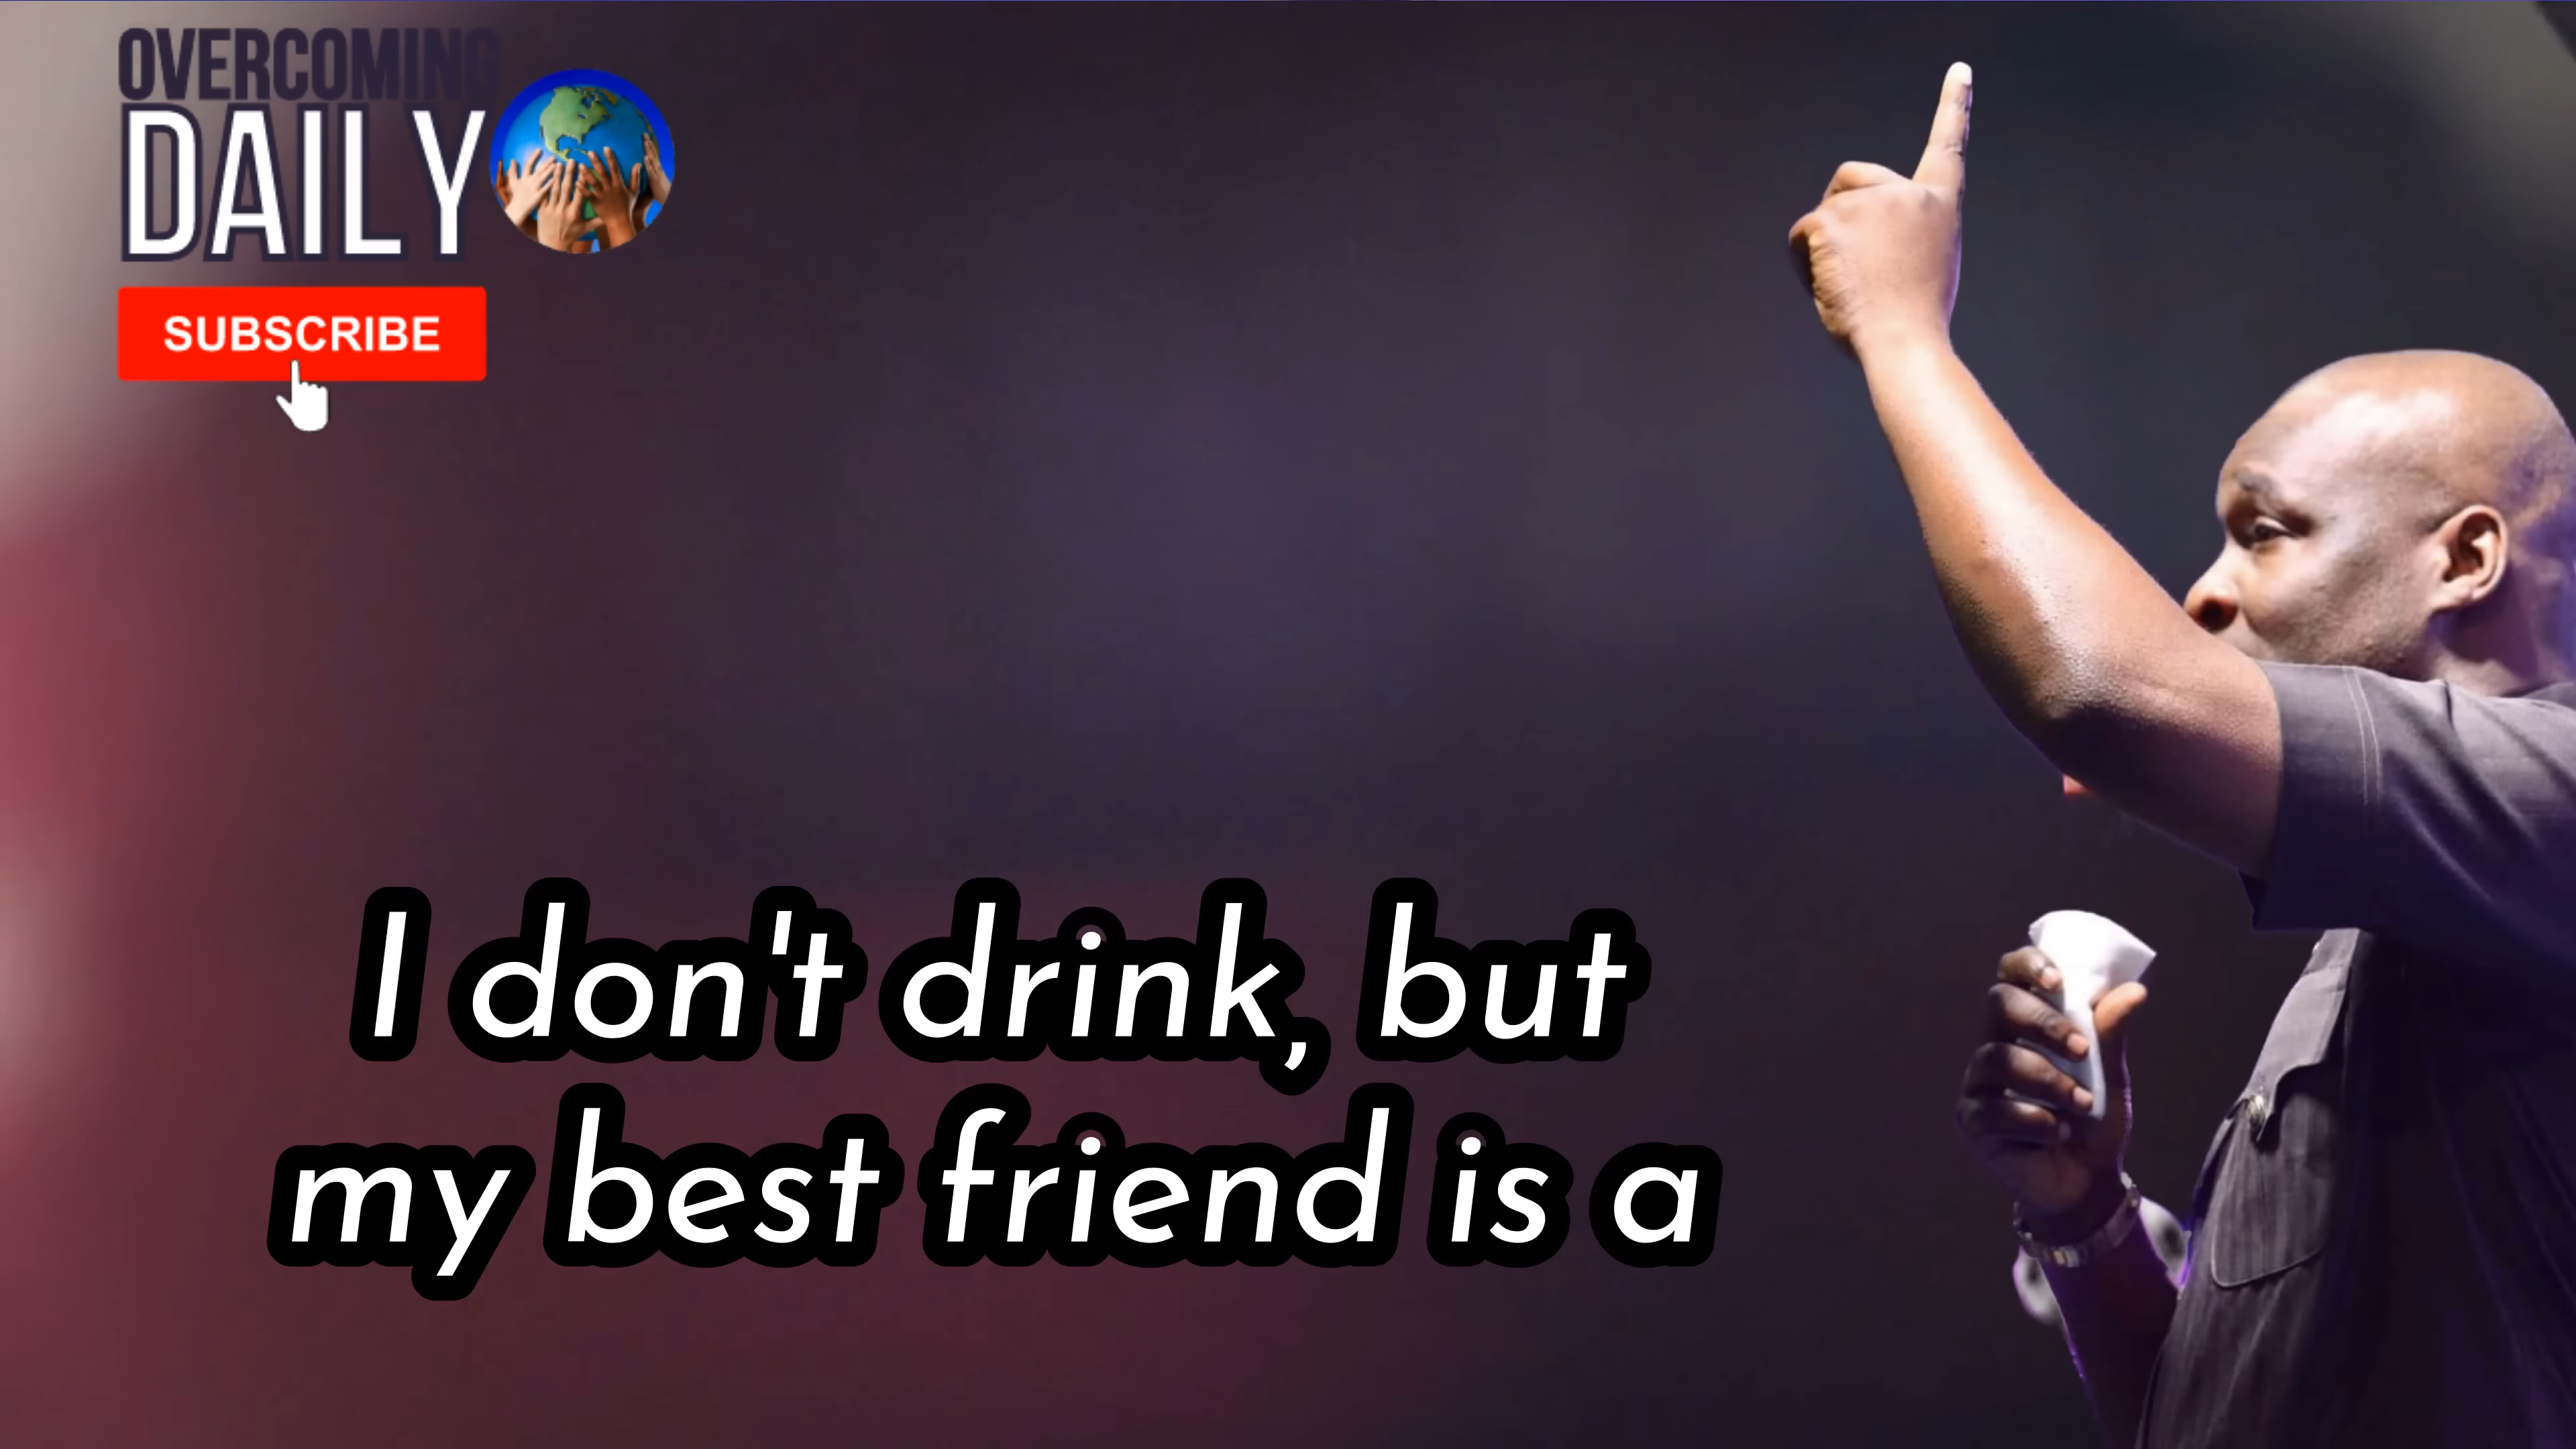 OVERCOMING
DAILY
SUBSCRIBE
I don't drink, but
my best friend is a